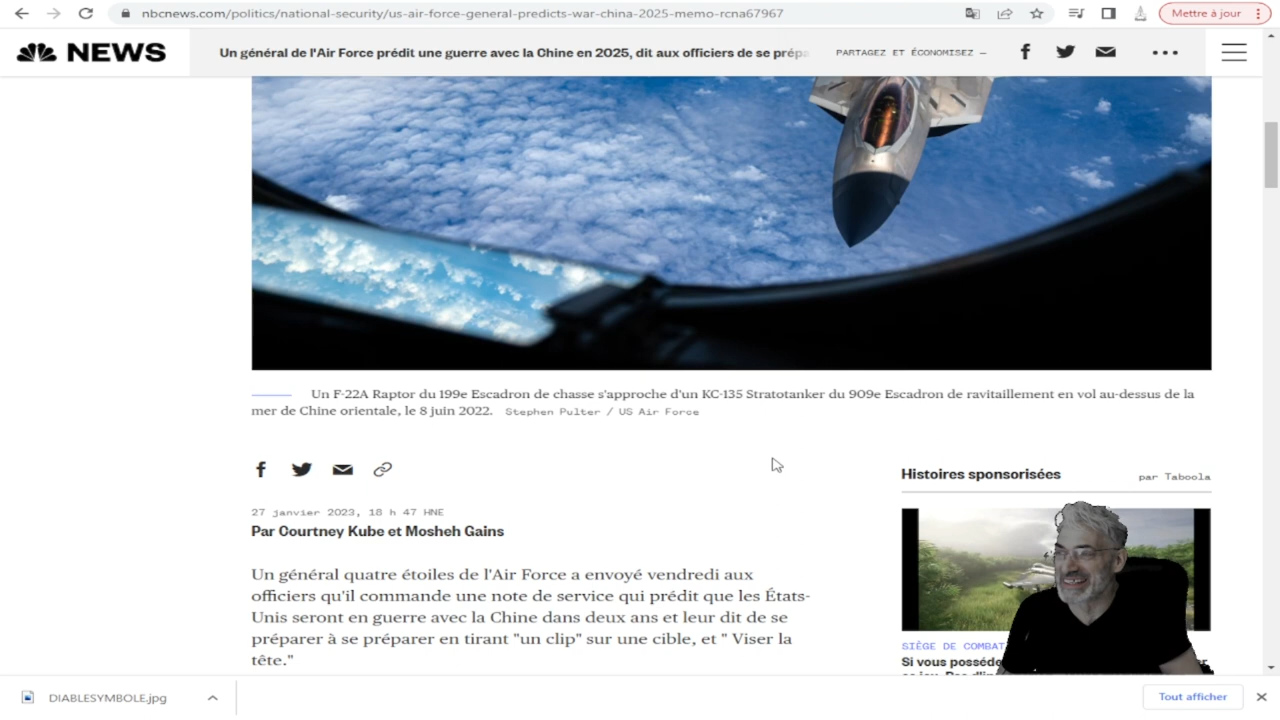 nbcnews.com/politics/national-security/us-air-force-general-predicts-war-china-2025-memo-rcna67967
Mettre à jour
NEWS
Un général de l'Air Force prédit une guerre avec la Chine en 2025, dit aux officiers de se prépa
PARTAGEZ ET ÉCONOMISEZ —
Un F-22A Raptor du 199e Escadron de chasse s'approche d'un KC-135 Stratotanker du 909e Escadron de ravitaillement en vol au-dessus de la
mer de Chine orientale, le 8 juin 2022. Stephen Pulter / US Air Force
Histoires sponsorisées
par Taboola
27 janvier 2023, 18 h 47 HNE
Par Courtney Kube et Mosheh Gains
Un général quatre étoiles de l'Air Force a envoyé vendredi aux
officiers qu'il commande une note de service qui prédit que les États-
Unis seront en guerre avec la Chine dans deux ans et leur dit de se
préparer à se préparer en tirant "un clip" sur une cible, et " Viser la
tête."
SIÈGE DE COMBAT
Si vous posséde
DIABLESYMBOLE.jpg
Tout afficher